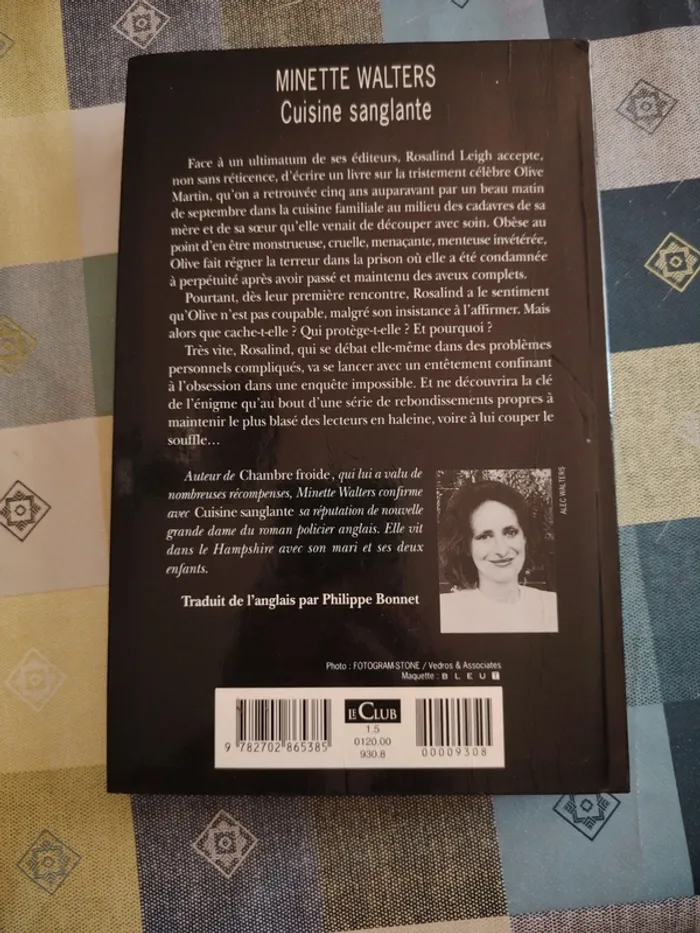 MINETTE WALTERS
Cuisine sanglante
Face à un ultimatum de ses éditeurs, Rosalind Leigh accepte,
non sans réticence, d'écrire un livre sur la tristement célèbre Olive
Martin, qu'on a retrouvée cinq ans auparavant par un beau matin
de septembre dans la cuisine familiale au milieu des cadavres de sa
mère et de sa sœur qu'elle venait de découper avec soin. Obèse au
point d'en être monstrueuse, cruelle, menaçante, menteuse invétérée,
Olive fait régner la terreur dans la prison où elle a été condamnée
à perpétuité après avoir passé et maintenu des aveux complets.
Pourtant, dès leur première rencontre, Rosalind a le sentiment
qu'Olive n'est pas coupable, malgré son insistance à l'affirmer. Mais
alors que cache-t-elle ? Qui protège-t-elle ? Et pourquoi ?
Très vite, Rosalind, qui se débat elle-même dans des problèmes
personnels compliqués, va se lancer avec un entêtement confinant
à l'obsession dans une enquête impossible. Et ne découvrira la clé
de l'énigme qu'au bout d'une série de rebondissements propres à
maintenir le plus blasé des lecteurs en haleine, voire à lui couper le
souffle...
Auteur de Chambre froide, qui lui a valu de
nombreuses récompenses, Minette Walters confirme
avec Cuisine sanglante sa réputation de nouvelle
grande dame du roman policier anglais. Elle vit
dans le Hampshire avec son mari et ses deux
enfants.
ALEC WALTERS
Traduit de l'anglais par Philippe Bonnet
Photo : FOTOGRAM-STONE / Vedros & Associates
Maquette : BLEU T
LE CLUB
1.5
0120.00
930.8
9 782702 865385
00009308